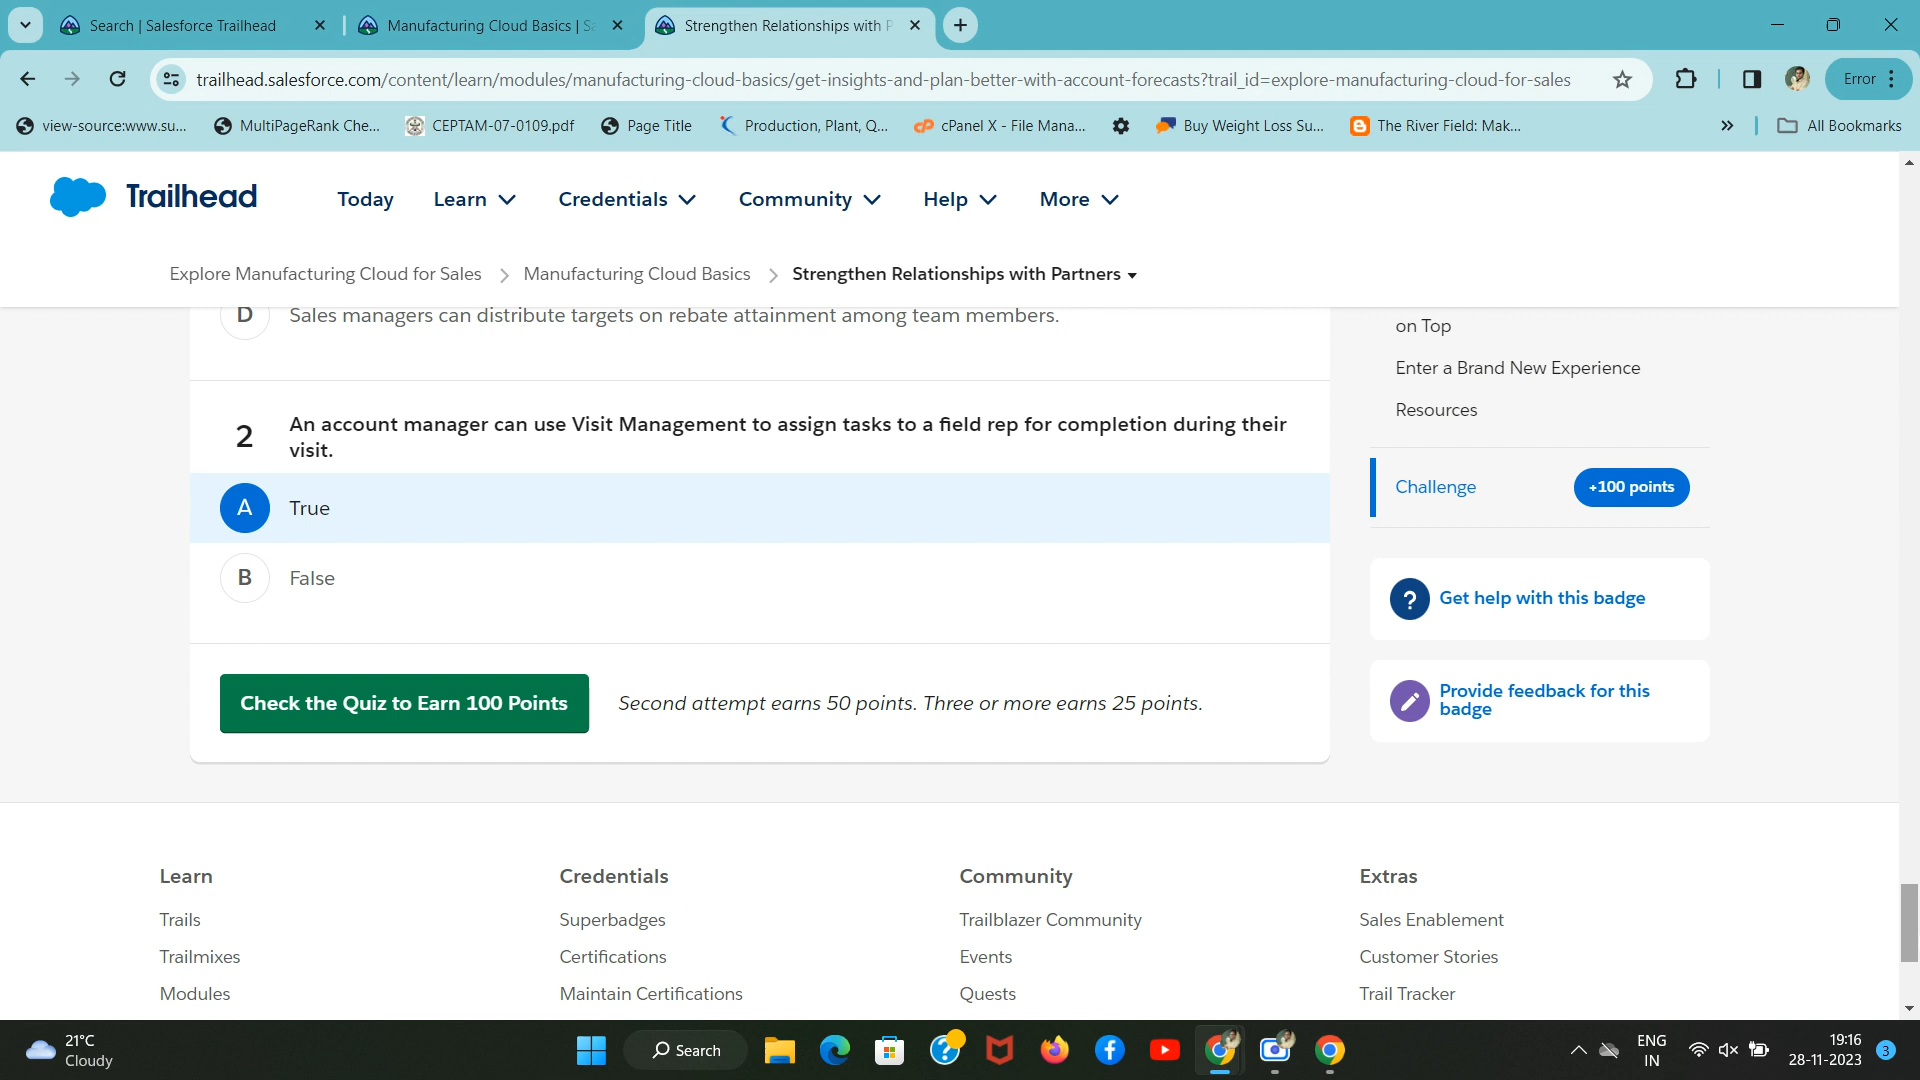 Search | Salesforce Trailhead
Manufacturing Cloud Basics | Sa
Strengthen Relationships with P
trailhead.salesforce.com/content/learn/modules/manufacturing-cloud-basics/get-insights-and-plan-better-with-account-forecasts?trail_id=explore-manufacturing-cloud-for-sales
Error
view-source:www.su...
MultiPageRank Che...
CEPTAM-07-0109.pdf
Page Title
Production, Plant, Q...
cPanel X - File Mana...
Buy Weight Loss Su...
The River Field: Mak...
All Bookmarks
Trailhead
Today
Learn
Credentials
Community
Help
More
Explore Manufacturing Cloud for Sales
Manufacturing Cloud Basics
Strengthen Relationships with Partners
D Sales managers can distribute targets on rebate attainment among team members.
2 An account manager can use Visit Management to assign tasks to a field rep for completion during their
visit.
A True
B False
Check the Quiz to Earn 100 Points
Second attempt earns 50 points. Three or more earns 25 points.
on Top
Enter a Brand New Experience
Resources
Challenge
+100 points
Get help with this badge
Provide feedback for this
badge
Learn
Trails
Trailmixes
Modules
Credentials
Superbadges
Certifications
Maintain Certifications
Community
Trailblazer Community
Events
Quests
Extras
Sales Enablement
Customer Stories
Trail Tracker
21°C
Cloudy
Search
ENG
IN
19:16
28-11-2023
3